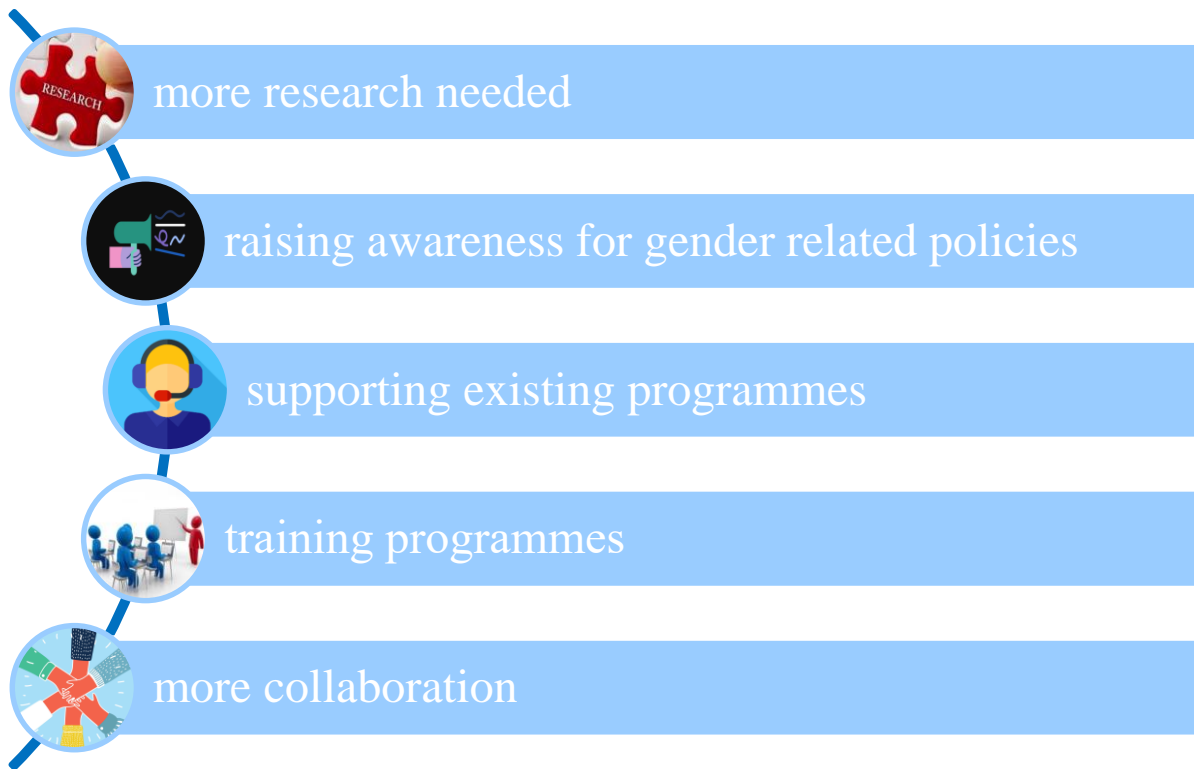 RESEARCH
more research needed
raising awareness for gender related policies
supporting existing programmes
training programmes
more collaboration